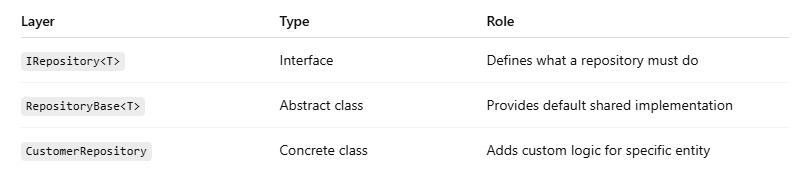 Layer Type Role
IRepository<T> Interface Defines what a repository must do
RepositoryBase<T> Abstract class Provides default shared implementation
CustomerRepository Concrete class Adds custom logic for specific entity